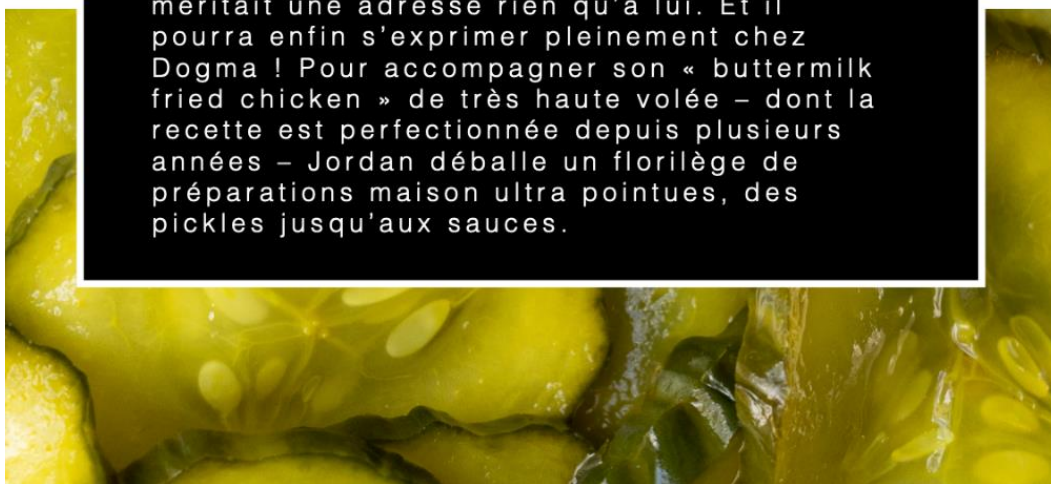 méritait une adresse rien qu'à lui. Et il
pourra enfin s'exprimer pleinement chez
Dogma ! Pour accompagner son « buttermilk
fried chicken » de très haute volée – dont la
recette est perfectionnée depuis plusieurs
années – Jordan déballe un florilège de
préparations maison ultra pointues, des
pickles jusqu'aux sauces.